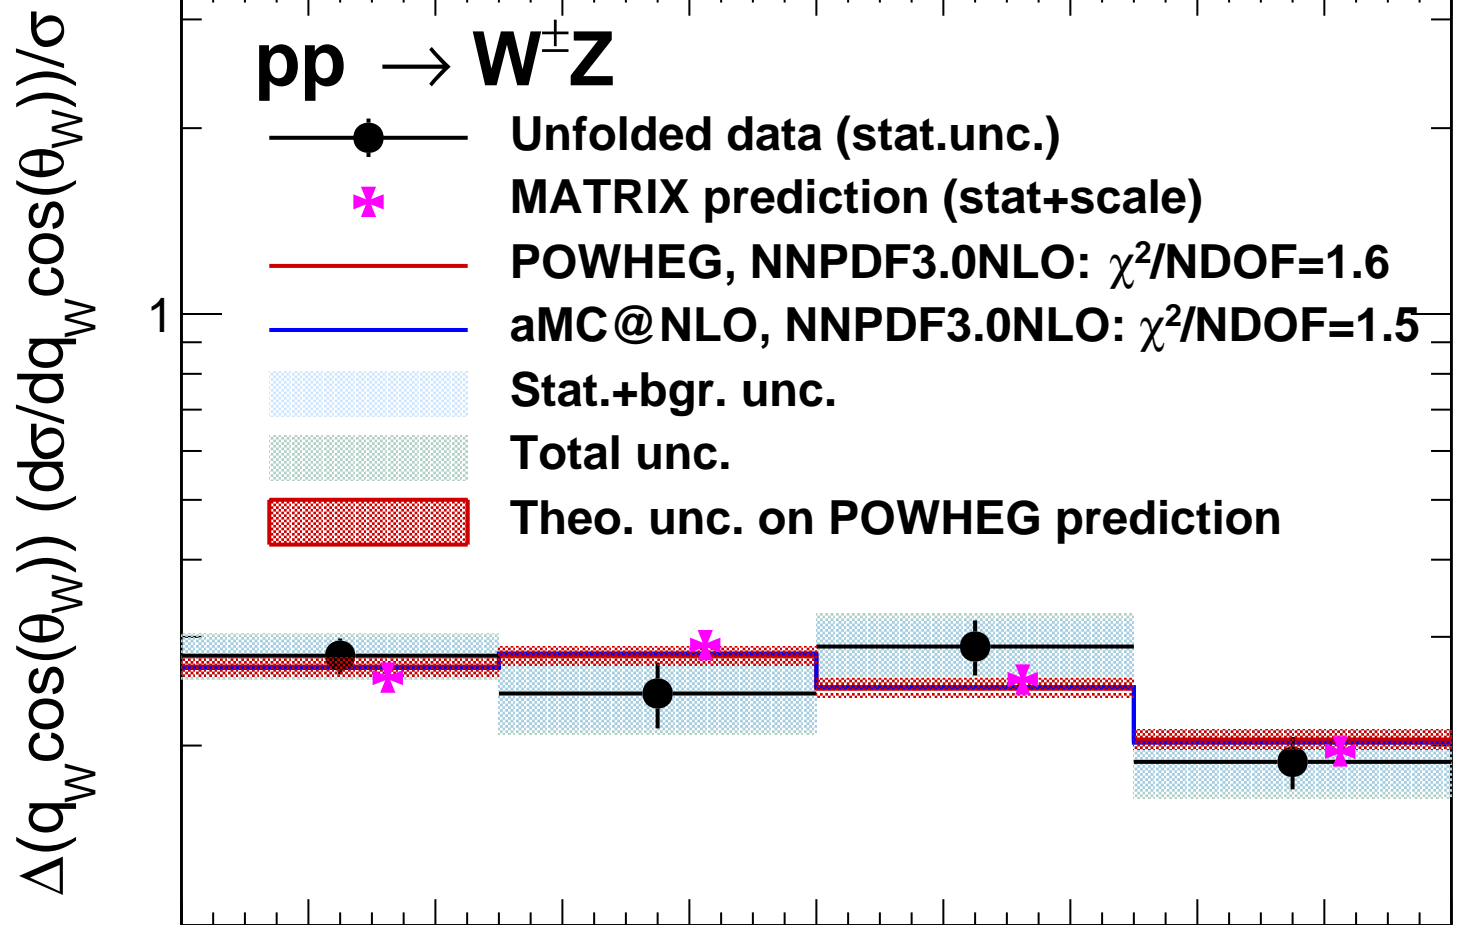 Δ(q_W cos(θ_W)) (dσ/dq_W cos(θ_W))/σ
pp → W±Z
Unfolded data (stat.unc.)
MATRIX prediction (stat+scale)
POWHEG, NNPDF3.0NLO: χ²/NDOF=1.6
1
aMC@NLO, NNPDF3.0NLO: χ²/NDOF=1.5
Stat.+bgr. unc.
Total unc.
Theo. unc. on POWHEG prediction